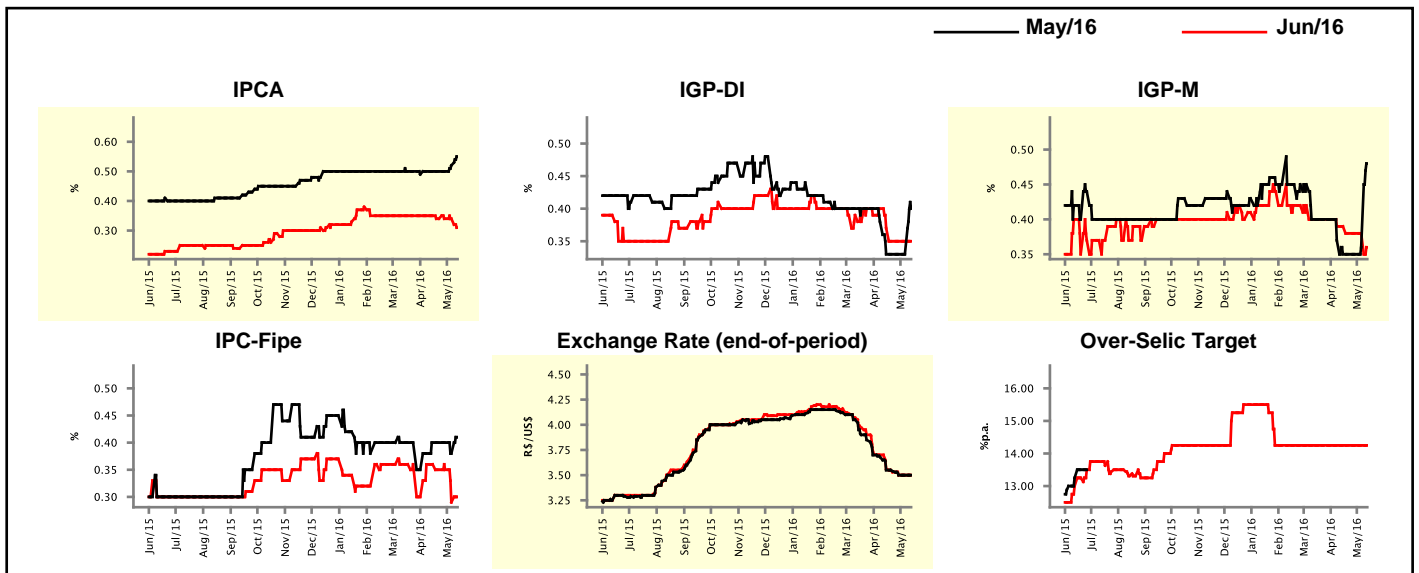 May/16 Jun/16
IPCA
0.60
0.50
0.40
0.30
%
Jun/15 Jul/15 Aug/15 Sep/15 Oct/15 Nov/15 Dec/15 Jan/16 Feb/16 Mar/16 Apr/16 May/16
IGP-DI
0.50
0.45
0.40
0.35
%
Jun/15 Jul/15 Aug/15 Sep/15 Oct/15 Nov/15 Dec/15 Jan/16 Feb/16 Mar/16 Apr/16 May/16
IGP-M
0.50
0.45
0.40
0.35
%
Jun/15 Jul/15 Aug/15 Sep/15 Oct/15 Nov/15 Dec/15 Jan/16 Feb/16 Mar/16 Apr/16 May/16
IPC-Fipe
0.50
0.45
0.40
0.35
0.30
%
Jun/15 Jul/15 Aug/15 Sep/15 Oct/15 Nov/15 Dec/15 Jan/16 Feb/16 Mar/16 Apr/16 May/16
Exchange Rate (end-of-period)
4.50
4.00
3.50
3.25
R$/US$
Jun/15 Jul/15 Aug/15 Sep/15 Oct/15 Nov/15 Dec/15 Jan/16 Feb/16 Mar/16 Apr/16 May/16
Over-Selic Target
16.00
15.00
14.00
13.00
%p.a.
Jun/15 Jul/15 Aug/15 Sep/15 Oct/15 Nov/15 Dec/15 Jan/16 Feb/16 Mar/16 Apr/16 May/16